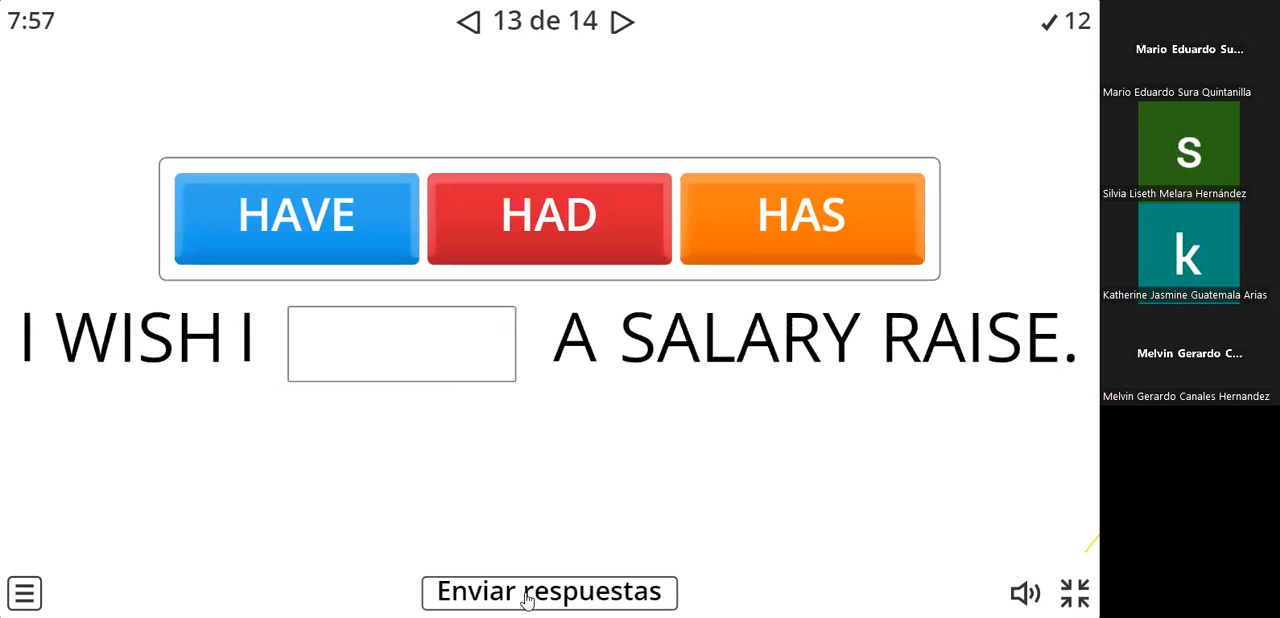 7:57
13 de 14
12
HAVE
HAD
HAS
I WISH I
A SALARY RAISE.
Enviar respuestas
Mario Eduardo Su...
Mario Eduardo Sura Quintanilla
s
Silvia Liseth Melara Hernández
k
Katherine Jasmine Guatemala Arias
Melvin Gerardo C...
Melvin Gerardo Canales Hernandez